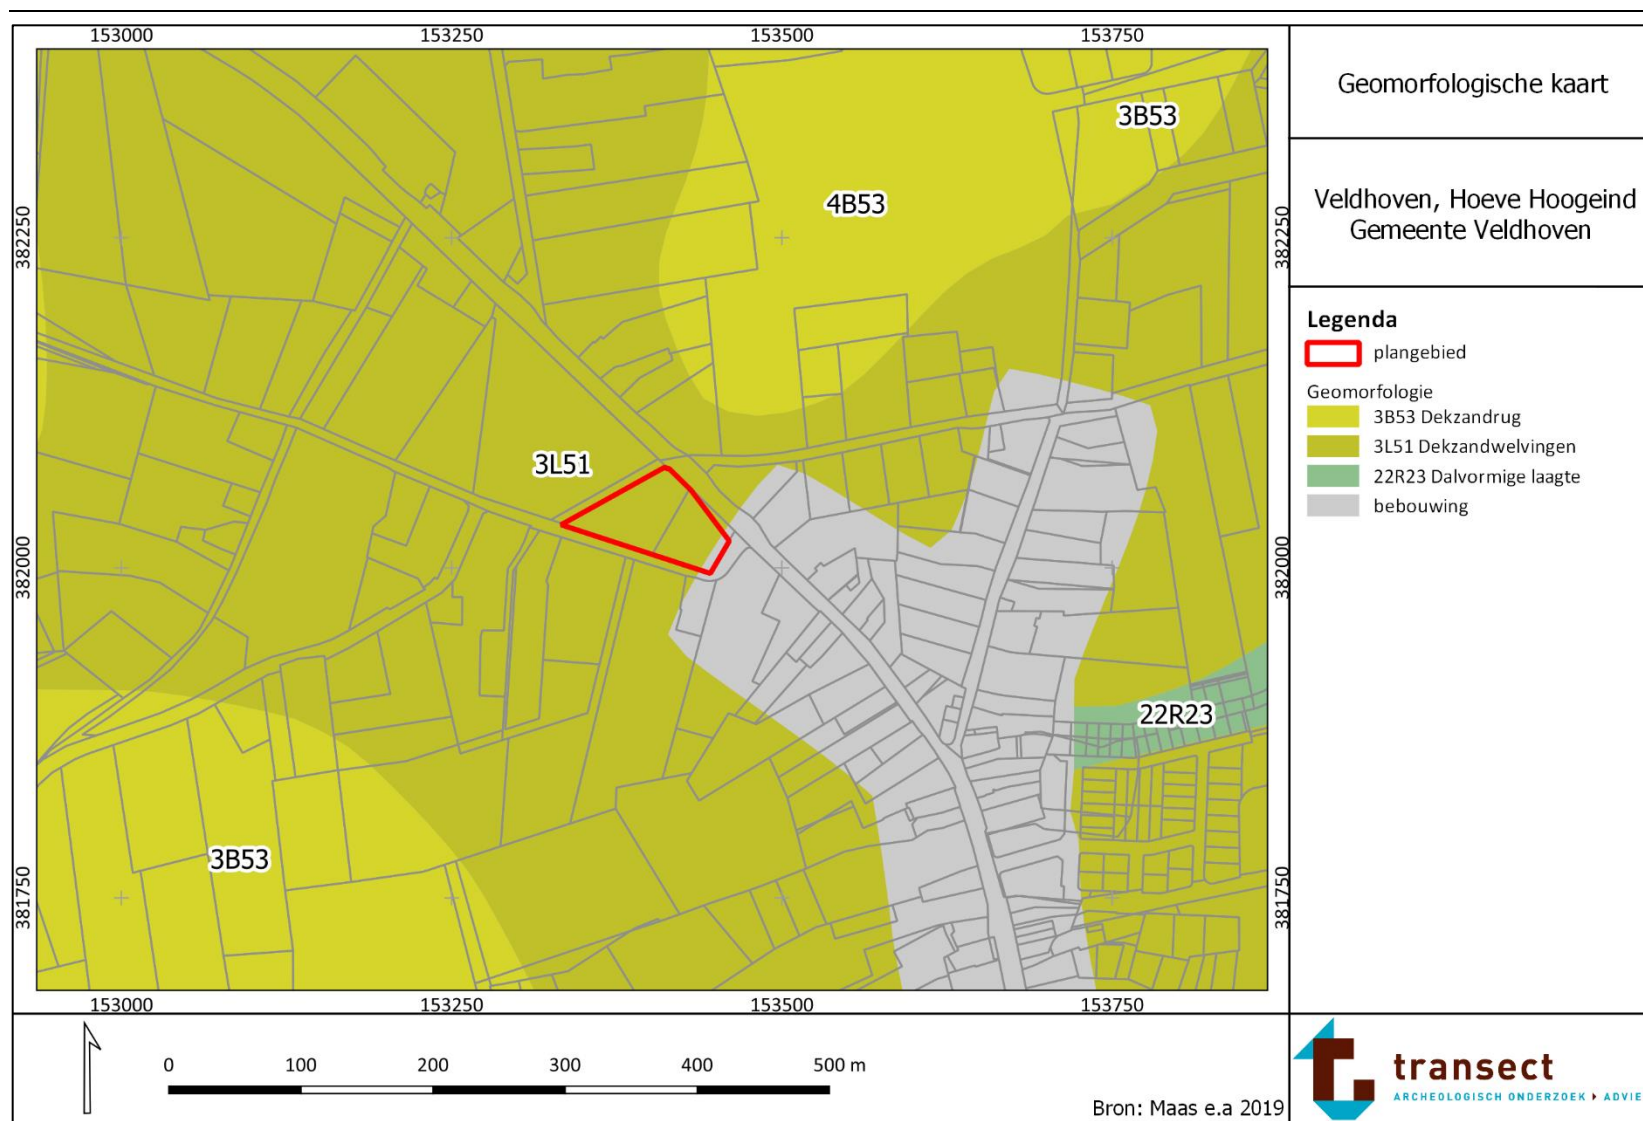 153000 153250 153500 153750
Geomorfologische kaart
Veldhoven, Hoeve Hoogeind
Gemeente Veldhoven
Legenda
plangebied
Geomorfologie
3B53 Dekzandrug
3L51 Dekzandwelvingen
22R23 Dalvormige laagte
bebouwing
3B53
4B53
382250
382250
3L51
382000
382000
22R23
3B53
381750
381750
153000 153250 153500 153750
0 100 200 300 400 500 m
Bron: Maas e.a 2019
transect
ARCHEOLOGISCH ONDERZOEK ▶ ADVIE